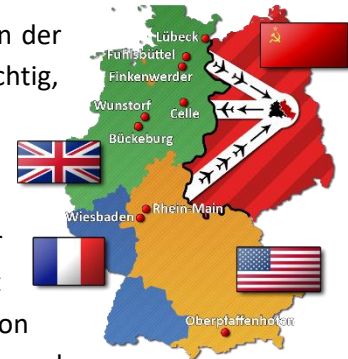 n der
chtig,
Lübeck
Fuhlsbüttel
Finkenwerder
Wunstorf
Celle
Bückeburg
Rhein-Main
Wiesbaden
on
Oberpfaffenhofen